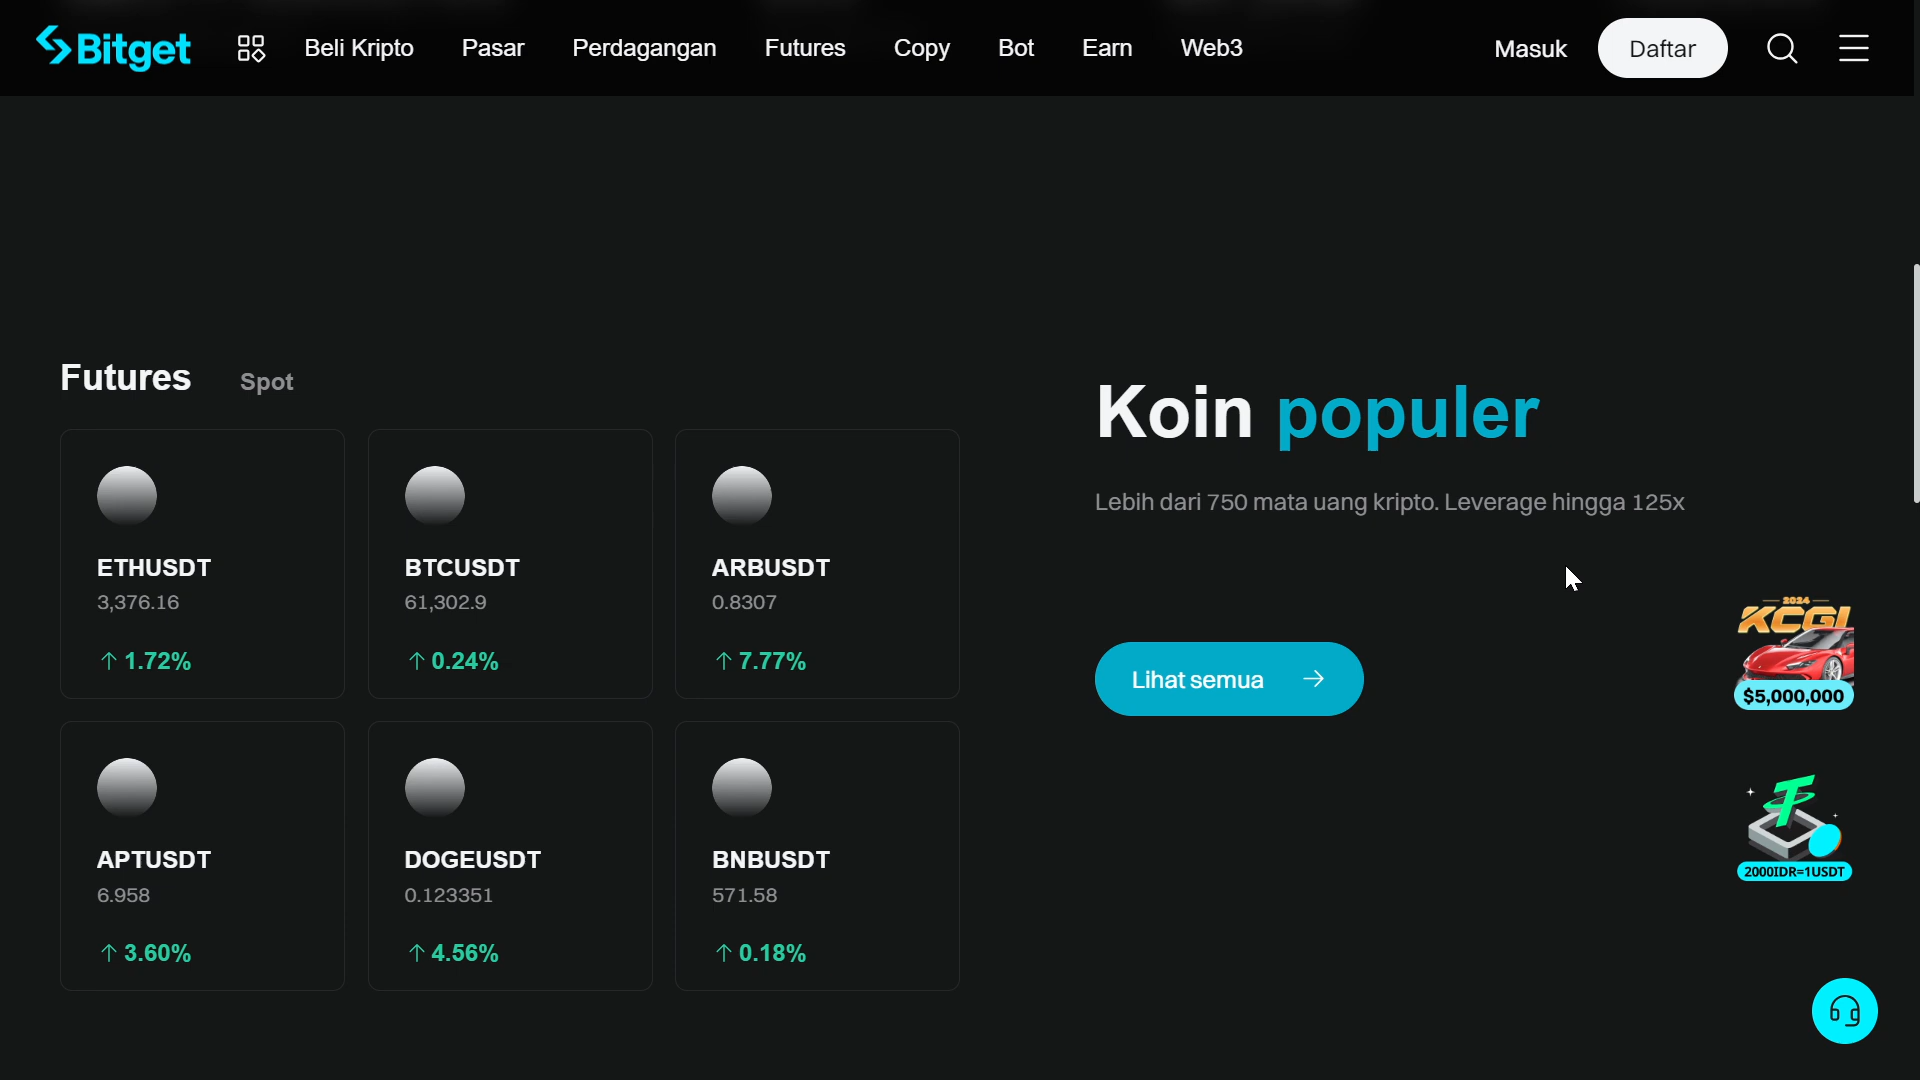 Bitget
Beli Kripto
Pasar
Perdagangan
Futures
Copy
Bot
Earn
Web3
Masuk
Daftar
Futures
Spot
ETHUSDT
3,376.16
↑ 1.72%
BTCUSDT
61,302.9
↑ 0.24%
ARBUSDT
0.8307
↑ 7.77%
APTUSDT
6.958
↑ 3.60%
DOGEUSDT
0.123351
↑ 4.56%
BNBUSDT
571.58
↑ 0.18%
Koin populer
Lebih dari 750 mata uang kripto. Leverage hingga 125x
Lihat semua →
2024
KCGI
$5,000,000
2000IDR=1USDT